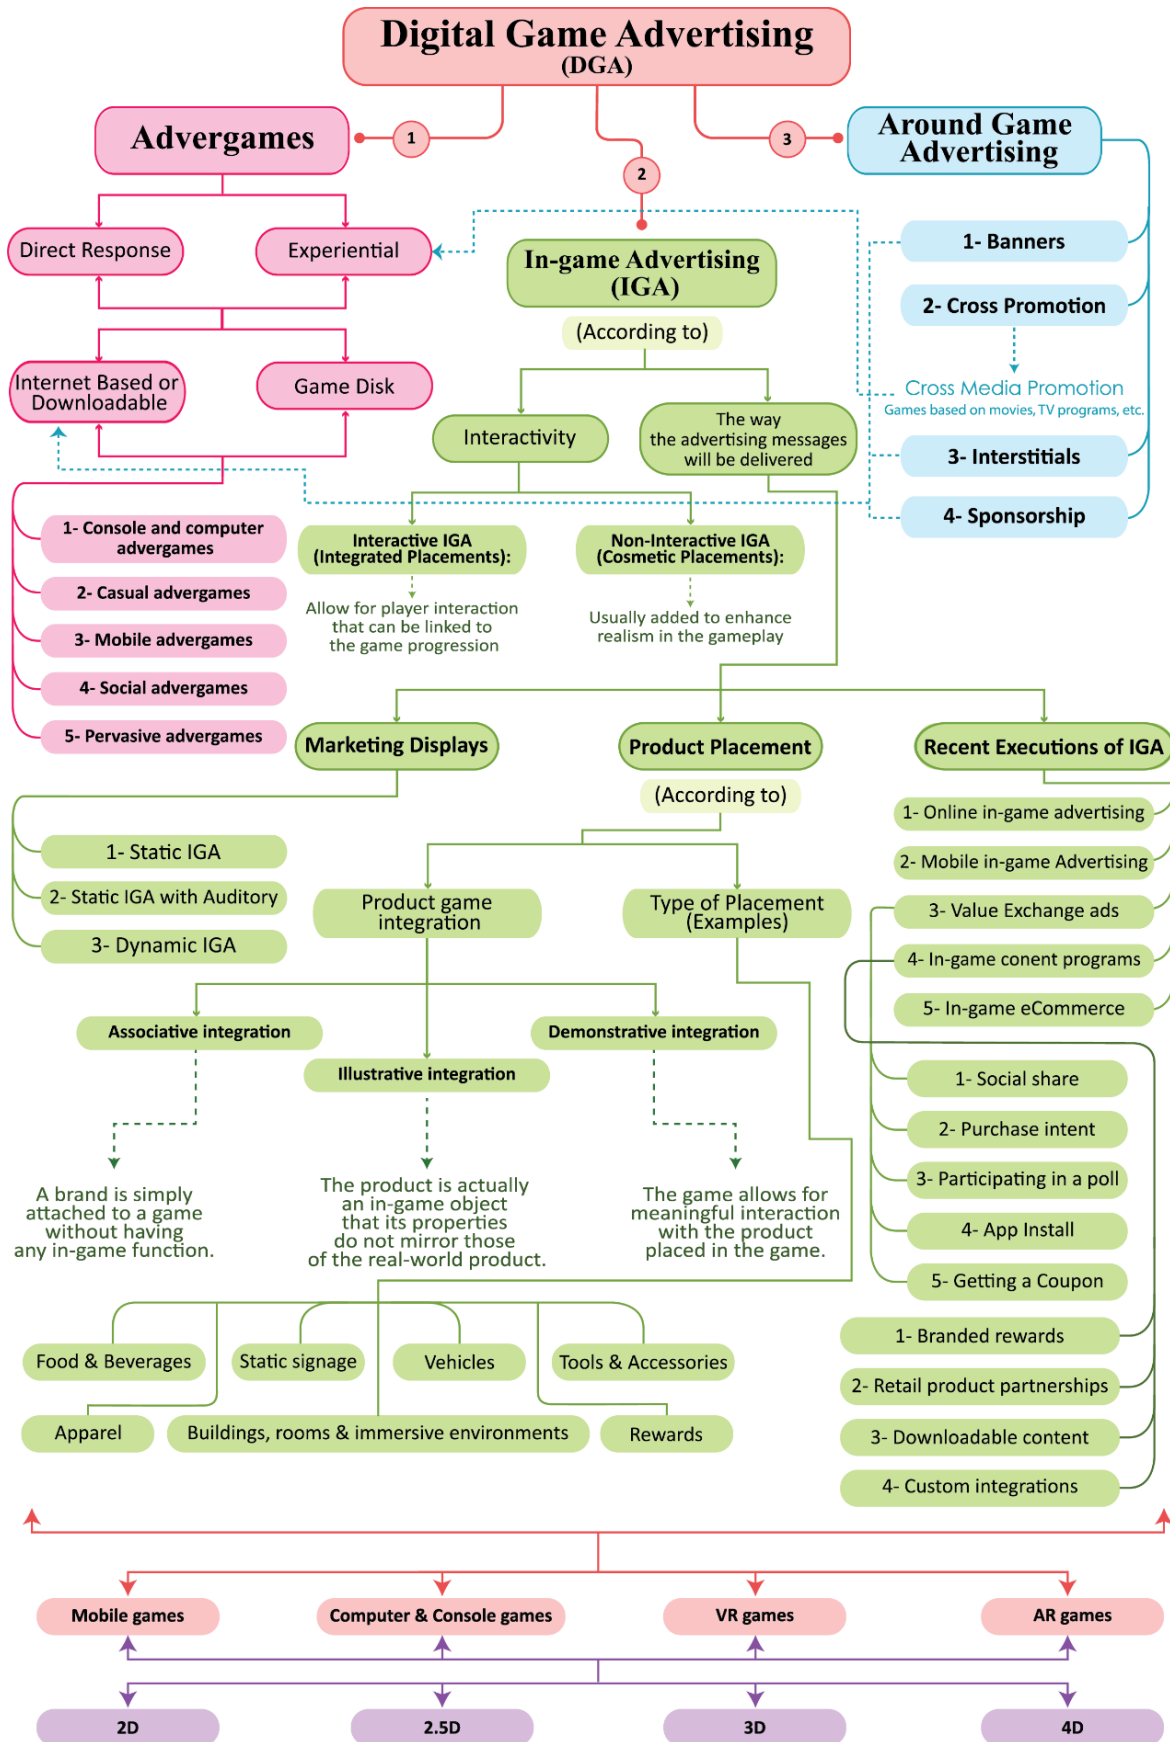 Digital Game Advertising
(DGA)
Advergames
1
2
3
Around Game
Advertising
Direct Response
Experiential
Internet Based or
Downloadable
Game Disk
1- Console and computer
advergames
2- Casual advergames
3- Mobile advergames
4- Social advergames
5- Pervasive advergames
In-game Advertising
(IGA)
(According to)
Interactivity
The way
the advertising messages
will be delivered
Interactive IGA
(Integrated Placements):
Allow for player interaction
that can be linked to
the game progression
Non-Interactive IGA
(Cosmetic Placements):
Usually added to enhance
realism in the gameplay
1- Banners
2- Cross Promotion
Cross Media Promotion
Games based on movies, TV programs, etc.
3- Interstitials
4- Sponsorship
Marketing Displays
1- Static IGA
2- Static IGA with Auditory
3- Dynamic IGA
Product Placement
(According to)
Product game
integration
Type of Placement
(Examples)
Associative integration
Illustrative integration
Demonstrative integration
A brand is simply
attached to a game
without having
any in-game function.
The product is actually
an in-game object
that its properties
do not mirror those
of the real-world product.
The game allows for
meaningful interaction
with the product
placed in the game.
Food & Beverages
Static signage
Vehicles
Tools & Accessories
Apparel
Buildings, rooms & immersive environments
Rewards
Recent Executions of IGA
1- Online in-game advertising
2- Mobile in-game Advertising
3- Value Exchange ads
4- In-game conent programs
5- In-game eCommerce
1- Social share
2- Purchase intent
3- Participating in a poll
4- App Install
5- Getting a Coupon
1- Branded rewards
2- Retail product partnerships
3- Downloadable content
4- Custom integrations
Mobile games
Computer & Console games
VR games
AR games
2D
2.5D
3D
4D